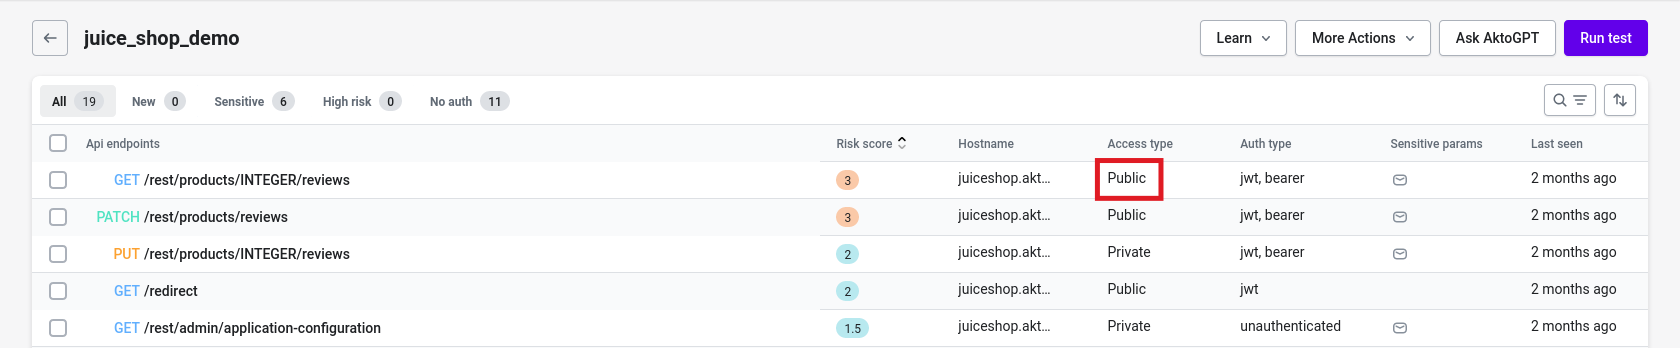 juice_shop_demo Learn More Actions Ask AktoGPT Run test
All 19 New 0 Sensitive 6 High risk 0 No auth 11
Api endpoints Risk score Hostname Access type Auth type Sensitive params Last seen
GET /rest/products/INTEGER/reviews 3 juiceshop.akt... Public jwt, bearer 2 months ago
PATCH /rest/products/reviews 3 juiceshop.akt... Public jwt, bearer 2 months ago
PUT /rest/products/INTEGER/reviews 2 juiceshop.akt... Private jwt, bearer 2 months ago
GET /redirect 2 juiceshop.akt... Public jwt 2 months ago
GET /rest/admin/application-configuration 1.5 juiceshop.akt... Private unauthenticated 2 months ago